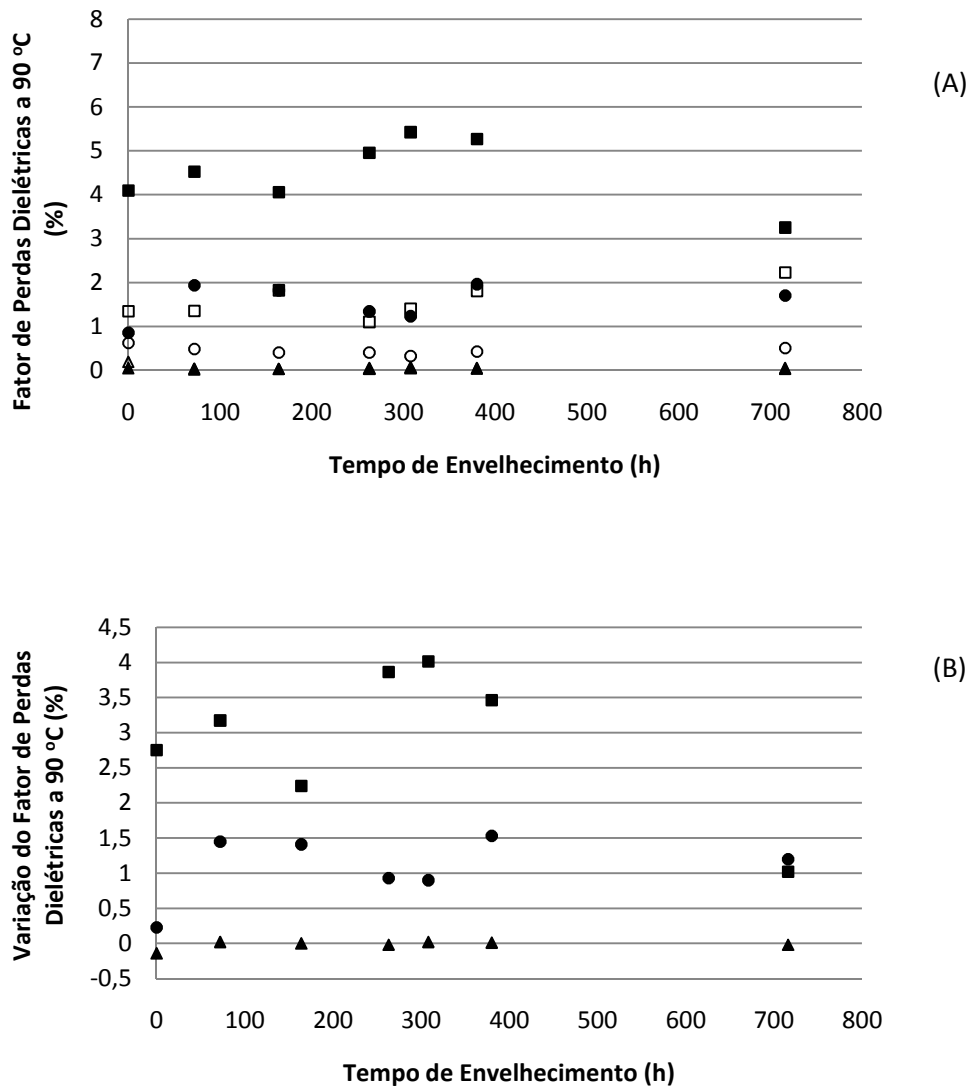 (A)
Fator de Perdas Dielétricas a 90 ºC
(%)
8
7
6
5
4
3
2
1
0
0 100 200 300 400 500 600 700 800
Tempo de Envelhecimento (h)
(B)
Variação do Fator de Perdas
Dielétricas a 90 ºC (%)
4,5
4
3,5
3
2,5
2
1,5
1
0,5
0
-0,5
0 100 200 300 400 500 600 700 800
Tempo de Envelhecimento (h)